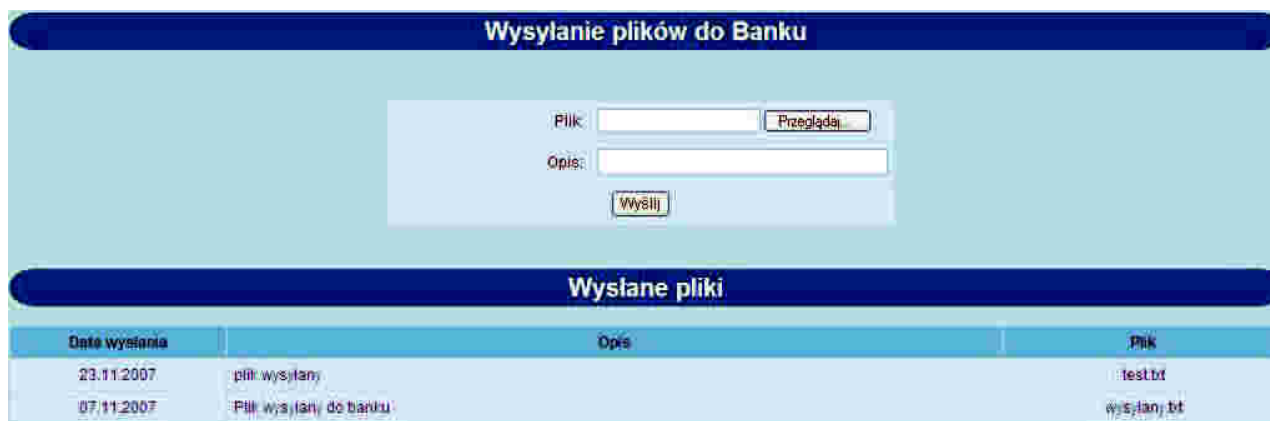 Wysyłanie plików do Banku
Plik: Przeglądaj...
Opis:
Wyślij
Wysłane pliki
Data wysłania Opis Plik
23.11.2007 plik wysyłany test.txt
07.11.2007 Plik wysyłany do banku wysyłany.txt